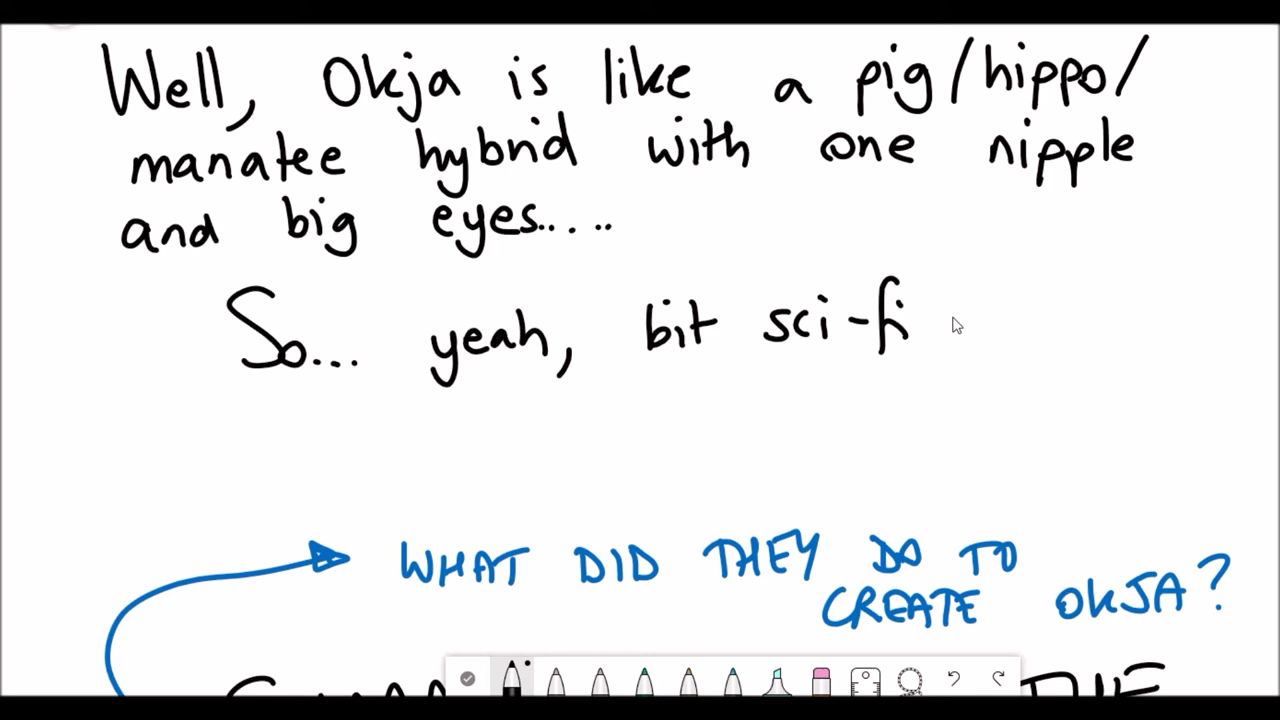 Well, Okja is like a pig/hippo/
manatee hybrid with one nipple
and big eyes.....
So... yeah, bit sci-fi
WHAT DID THEY DO TO
CREATE OKJA?
THE